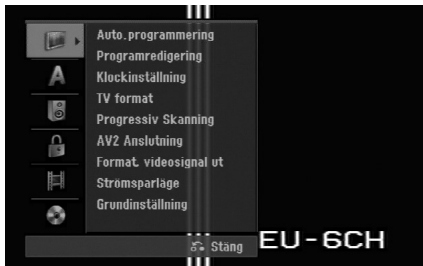 Auto.programmering
Programredigering
A
Klockinställning
TV format
Progressiv Skanning
AV2 Anslutning
Format. videosignal ut
Strömsparläge
Grundinställning
Stäng
EU-6CH